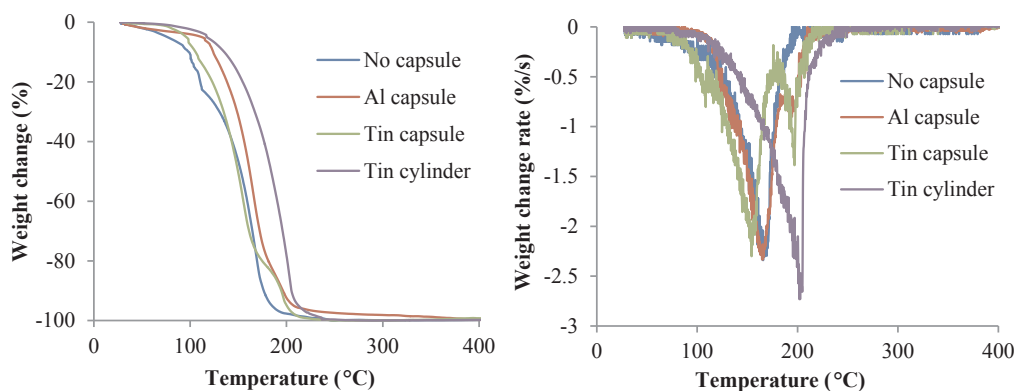 0
-20
-40
-60
-80
-100
Weight change (%)
0 100 200 300 400
Temperature (°C)
No capsule
Al capsule
Tin capsule
Tin cylinder
0
-0.5
-1
-1.5
-2
-2.5
-3
Weight change rate (%/s)
0 100 200 300 400
Temperature (°C)
No capsule
Al capsule
Tin capsule
Tin cylinder